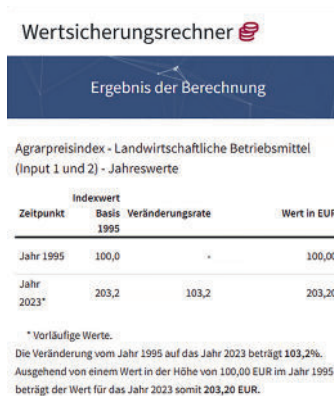 Wertsicherungsrechner
Ergebnis der Berechnung
Agrarpreisindex - Landwirtschaftliche Betriebsmittel
(Input 1 und 2) - Jahreswerte
Zeitpunkt Indexwert Basis 1995 Veränderungsrate Wert in EUR
Jahr 1995 100,0 - 100,00
Jahr 2023* 203,2 103,2 203,20
* Vorläufige Werte.
Die Veränderung vom Jahr 1995 auf das Jahr 2023 beträgt 103,2%.
Ausgehend von einem Wert in der Höhe von 100,00 EUR im Jahr 1995
beträgt der Wert für das Jahr 2023 somit 203,20 EUR.